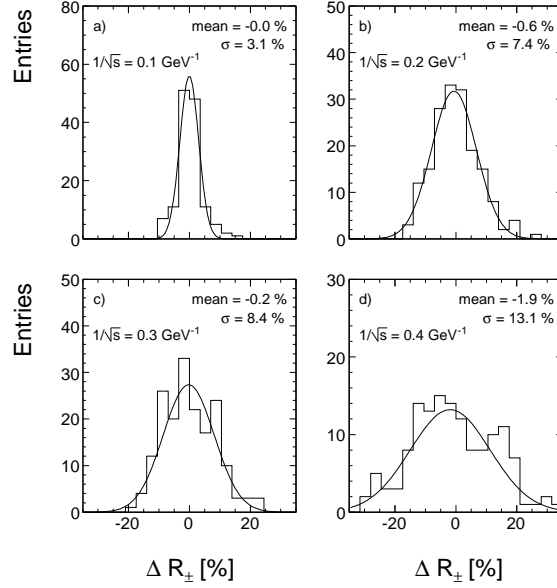 Entries
60
40
20
0
a)
mean = -0.0 %
σ = 3.1 %
1/√s = 0.1 GeV⁻¹
50
40
30
20
10
0
b)
mean = -0.6 %
σ = 7.4 %
1/√s = 0.2 GeV⁻¹
Entries
50
40
30
20
10
0
c)
mean = -0.2 %
σ = 8.4 %
1/√s = 0.3 GeV⁻¹
-20 0 20
Δ R± [%]
30
20
10
0
d)
mean = -1.9 %
σ = 13.1 %
1/√s = 0.4 GeV⁻¹
-20 0 20
Δ R± [%]